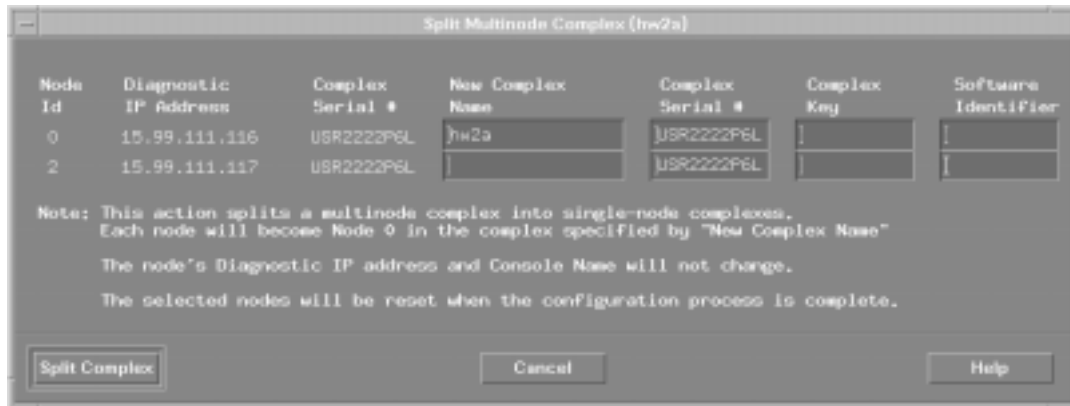 Split Multinode Complex (hw2a)
Node Diagnostic Complex New Complex Complex Complex Software
Id IP Address Serial # Name Serial # Key Identifier
0 15.99.111.116 USR2222P6L hw2a USR2222P6L
2 15.99.111.117 USR2222P6L USR2222P6L
Note: This action splits a multinode complex into single-node complexes.
Each node will become Node 0 in the complex specified by "New Complex Name"
The node's Diagnostic IP address and Console Name will not change.
The selected nodes will be reset when the configuration process is complete.
Split Complex Cancel Help